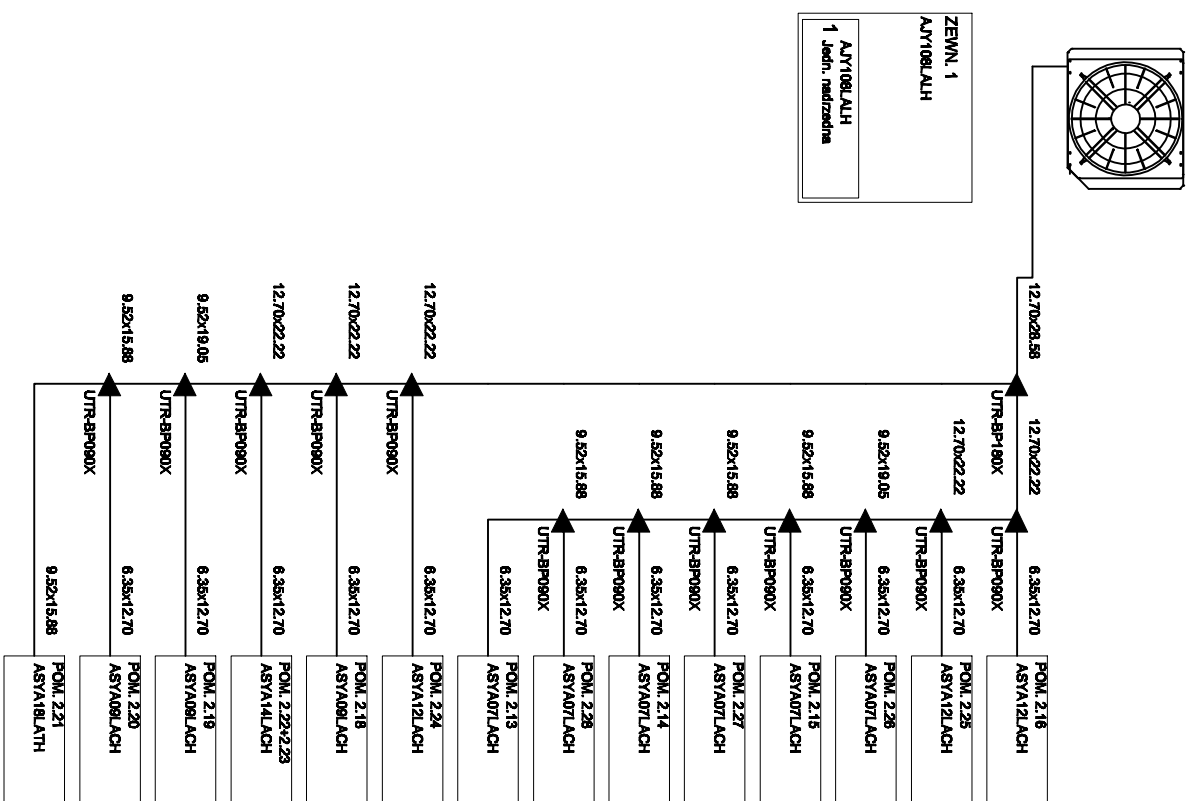 ZEWN. 1
AJY108LALH
AJY108LALH
1 Jedn. nadrzedna
12.70x28.58
UTR-BP180X
12.70x22.22
UTR-BP090X
6.35x12.70
POM. 2.16
ASYA12LACH
12.70x22.22
UTR-BP090X
6.35x12.70
POM. 2.25
ASYA12LACH
9.52x19.05
UTR-BP090X
6.35x12.70
POM. 2.26
ASYA07LACH
9.52x15.88
UTR-BP090X
6.35x12.70
POM. 2.15
ASYA07LACH
9.52x15.88
UTR-BP090X
6.35x12.70
POM. 2.27
ASYA07LACH
9.52x15.88
UTR-BP090X
6.35x12.70
POM. 2.14
ASYA07LACH
9.52x15.88
UTR-BP090X
6.35x12.70
POM. 2.28
ASYA07LACH
6.35x12.70
POM. 2.13
ASYA07LACH
12.70x22.22
UTR-BP090X
6.35x12.70
POM. 2.24
ASYA12LACH
12.70x22.22
UTR-BP090X
6.35x12.70
POM. 2.18
ASYA09LACH
12.70x22.22
UTR-BP090X
6.35x12.70
POM. 2.22+2.23
ASYA14LACH
9.52x19.05
UTR-BP090X
6.35x12.70
POM. 2.19
ASYA09LACH
9.52x15.88
UTR-BP090X
6.35x12.70
POM. 2.20
ASYA09LACH
9.52x15.88
POM. 2.21
ASYA18LATH